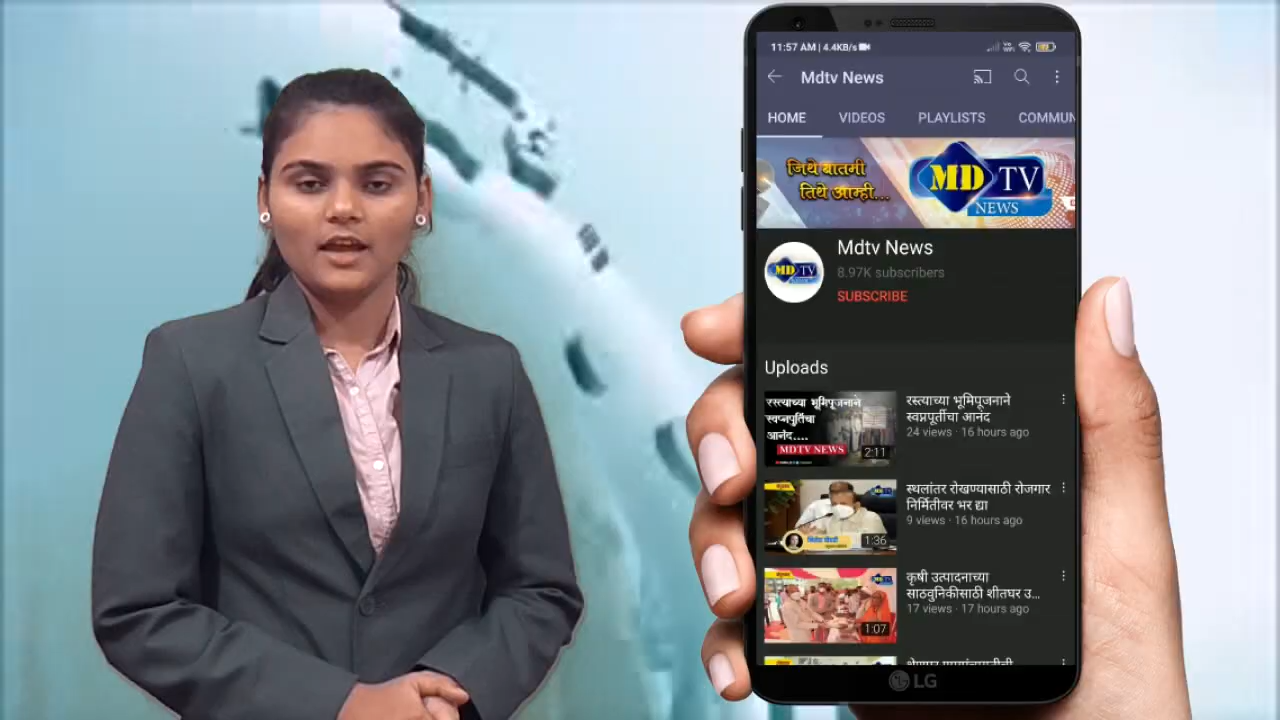 11:57 AM | 4.4KB/s
Mdtv News
HOME VIDEOS PLAYLISTS COMMUN
जिथे बातमी
तिथे आम्ही...
MD TV
NEWS
Mdtv News
MD TV
8.97K subscribers
SUBSCRIBE
Uploads
रस्त्याच्या भूमिपूजनाने
स्वप्नपुर्तिचा
आनंद....
MDTV NEWS
2:11
रस्त्याच्या भूमिपूजनाने
स्वप्नपूर्तीचा आनंद
24 views · 16 hours ago
1:36
स्थलांतर रोखण्यासाठी रोजगार
निर्मितीवर भर द्या
9 views · 16 hours ago
1:07
कृषी उत्पादनाच्या
साठवुनिकीसाठी शीतघर उ...
17 views · 17 hours ago
LG